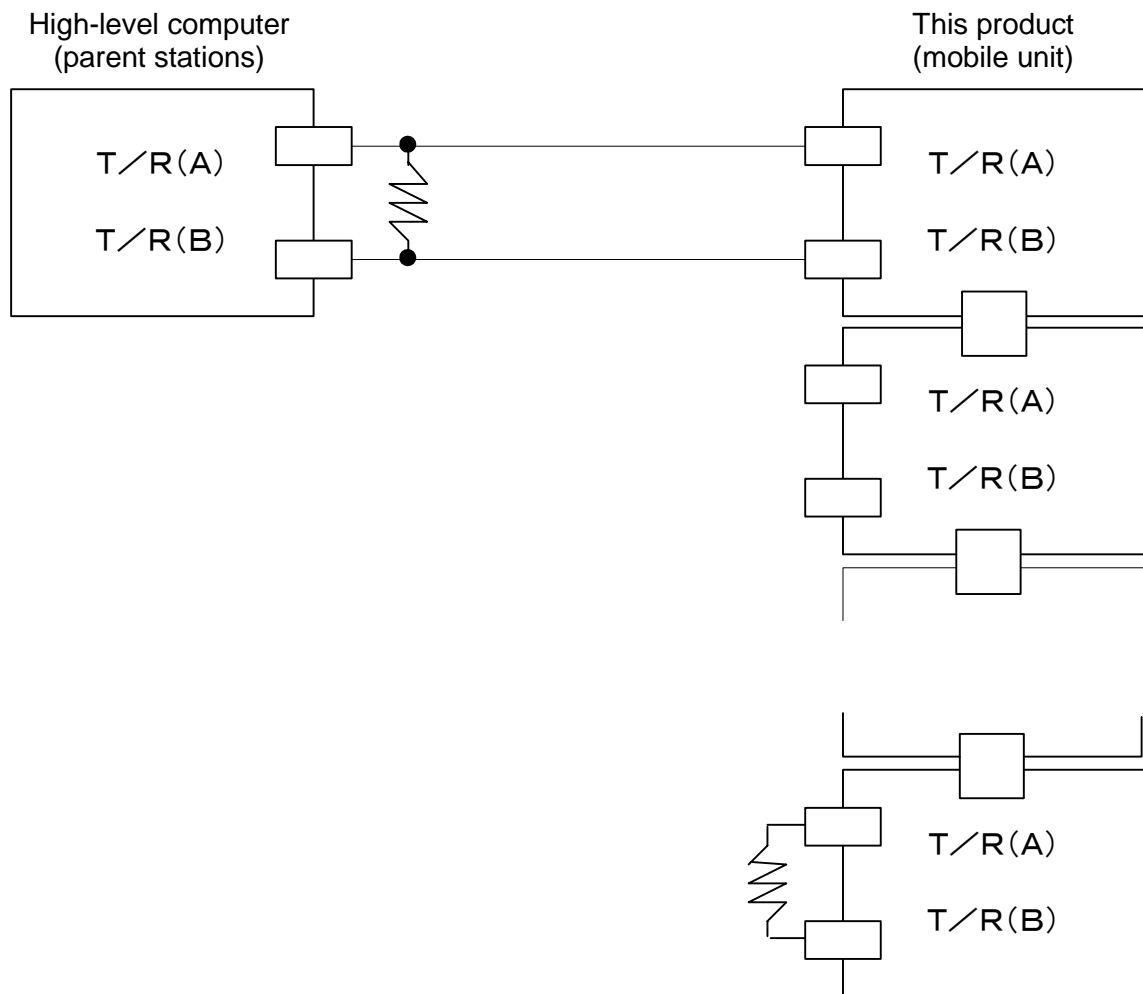 High-level computer
(parent stations)
This product
(mobile unit)
T／R(A)
T／R(B)
T／R(A)
T／R(B)
T／R(A)
T／R(B)
T／R(A)
T／R(B)